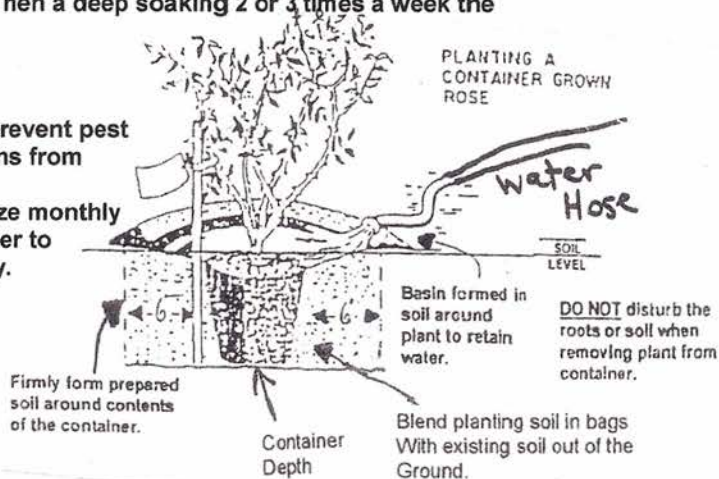 hen a deep soaking 2 or 3 times a week the
PLANTING A
CONTAINER GROWN
ROSE
revent pest
ns from
ze monthly
er to
y.
Water
Hose
SOIL
LEVEL
6
6
Basin formed in
soil around
plant to retain
water.
DO NOT disturb the
roots or soil when
removing plant from
container.
Firmly form prepared
soil around contents
of the container.
Container
Depth
Blend planting soil in bags
With existing soil out of the
Ground.